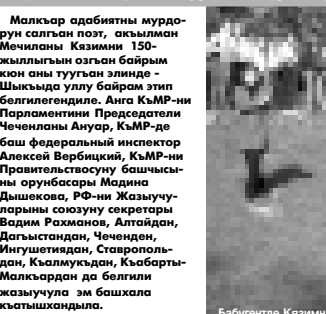 Малкъар адабиятны мурдо-
рун салгъан поэт, акъылман
Мечиланы Кязимни 150-
жыллыгъын озгъан байрым
кюн аны туугъан элинде -
Шыкъыда уллу байрам этип
белгилегендиле. Анга КъМР-ни
Парламентини Председатели
Чеченланы Ануар, КъМР-де
баш федеральный инспектор
Алексей Вербицкий, КъМР-ни
Правительствосуну башчысы-
ны орунбасары Мадина
Дышекова, РФ-ни Жазыучу-
ларыны союзуну секретары
Вадим Рахманов, Алтайдан,
Дагъыстандан, Чеченден,
Ингушетиядан, Ставрополь-
дан, Къалмукъдан, Къабарты-
Малкъардан да белгили
жазыучула эм башхала
къатышхандыла.
Бабугентде Кязимни